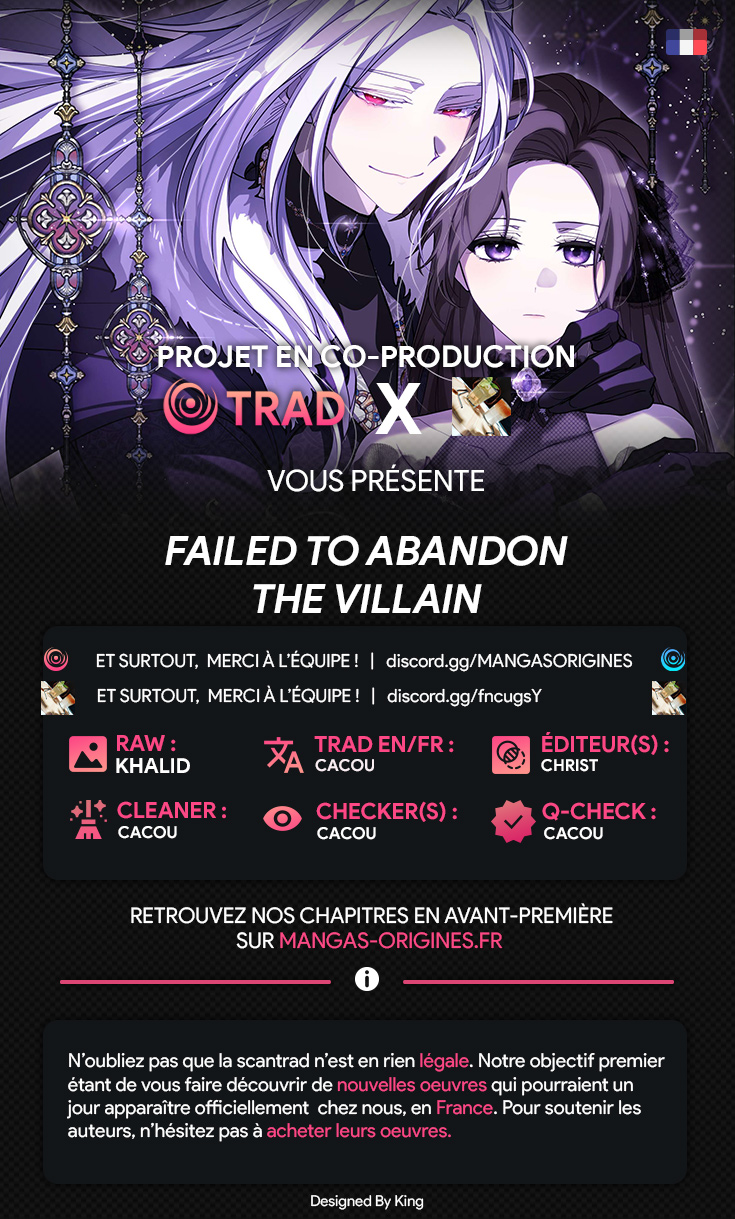 PROJET EN CO-PRODUCTION
TRAD X
VOUS PRÉSENTE
FAILED TO ABANDON
THE VILLAIN
ET SURTOUT, MERCI À L'ÉQUIPE ! | discord.gg/MANGASORIGINES
ET SURTOUT, MERCI À L'ÉQUIPE ! | discord.gg/fncugsY
RAW : TRAD EN/FR : ÉDITEUR(S) :
KHALID CACOU CHRIST
CLEANER : CHECKER(S) : Q-CHECK :
CACOU CACOU CACOU
RETROUVEZ NOS CHAPITRES EN AVANT-PREMIÈRE
SUR MANGAS-ORIGINES.FR
N'oubliez pas que la scantrad n'est en rien légale. Notre objectif premier
étant de vous faire découvrir de nouvelles oeuvres qui pourraient un
jour apparaître officiellement chez nous, en France. Pour soutenir les
auteurs, n'hésitez pas à acheter leurs oeuvres.
Designed By King